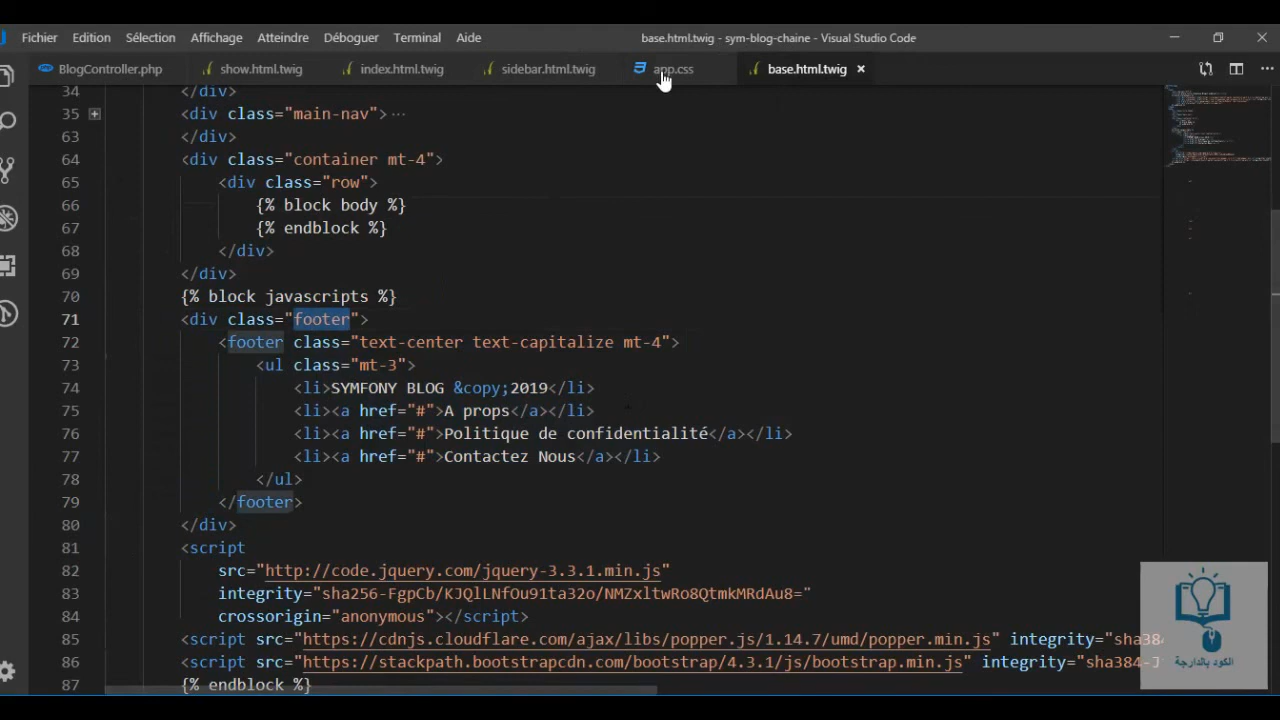 Fichier Edition Sélection Affichage Atteindre Déboguer Terminal Aide base.html.twig - sym-blog-chaine - Visual Studio Code
BlogController.php show.html.twig index.html.twig sidebar.html.twig app.css base.html.twig
34 </div>
35 <div class="main-nav">
63 </div>
64 <div class="container mt-4">
65 <div class="row">
66 {% block body %}
67 {% endblock %}
68 </div>
69 </div>
70 {% block javascripts %}
71 <div class="footer">
72 <footer class="text-center text-capitalize mt-4">
73 <ul class="mt-3">
74 <li>SYMFONY BLOG &copy;2019</li>
75 <li><a href="#">A props</a></li>
76 <li><a href="#">Politique de confidentialité</a></li>
77 <li><a href="#">Contactez Nous</a></li>
78 </ul>
79 </footer>
80 </div>
81 <script
82 src="http://code.jquery.com/jquery-3.3.1.min.js"
83 integrity="sha256-FgpCb/KJQlLNfOu91ta32o/NMZxltwRo8QtmkMRdAu8="
84 crossorigin="anonymous"></script>
85 <script src="https://cdnjs.cloudflare.com/ajax/libs/popper.js/1.14.7/umd/popper.min.js" integrity="sha384
86 <script src="https://stackpath.bootstrapcdn.com/bootstrap/4.3.1/js/bootstrap.min.js" integrity="sha384-J
87 {% endblock %}
الكود بالدارجة